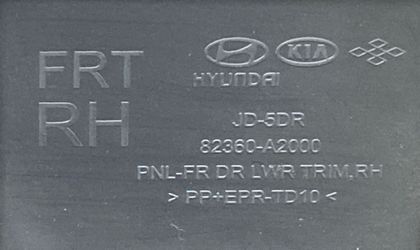 FRT
RH
HYUNDAI
KIA
JD-5DR
82360-A2000
PNL-FR DR LWR TRIM,RH
> PP+EPR-TD10 <